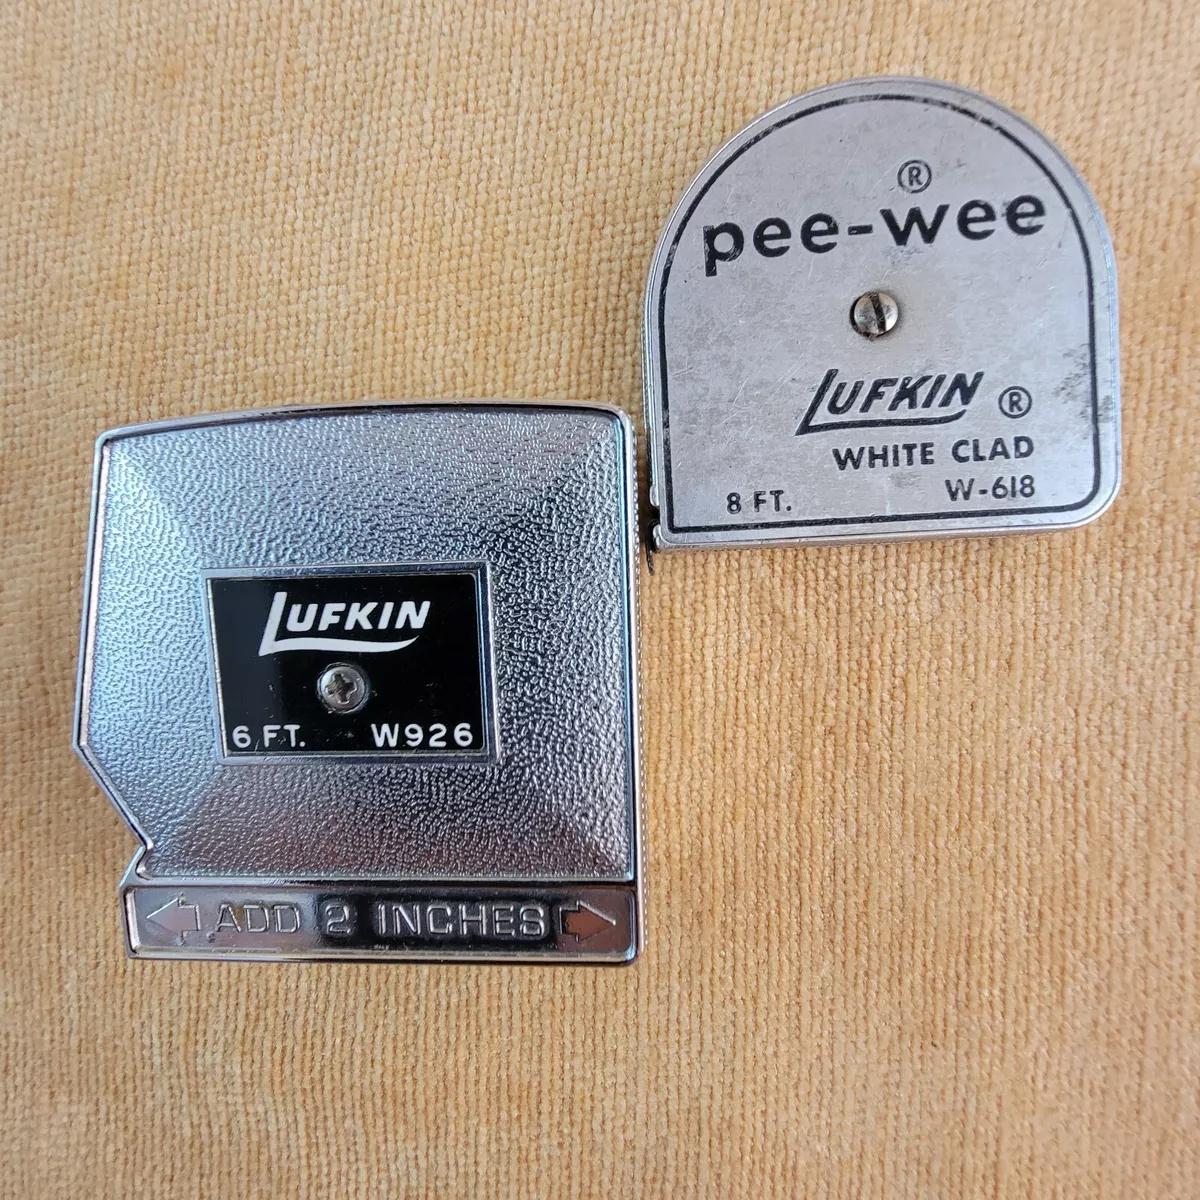 ®
pee-wee
LUFKIN ®
WHITE CLAD
8 FT. W-618
LUFKIN
6 FT. W926
ADD 2 INCHES